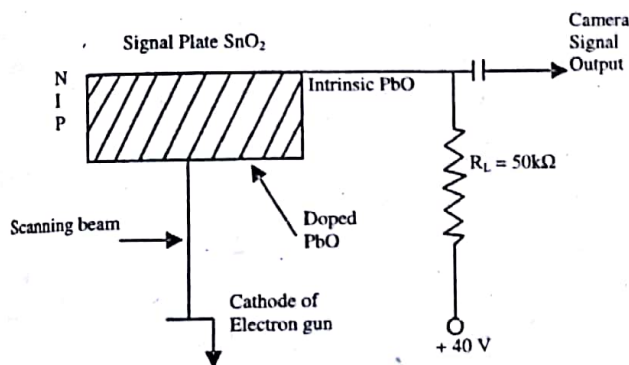 Signal Plate SnO₂
Camera
Signal
Output
N
I
P
Intrinsic PbO
R_L = 50kΩ
Scanning beam
Doped
PbO
Cathode of
Electron gun
+ 40 V